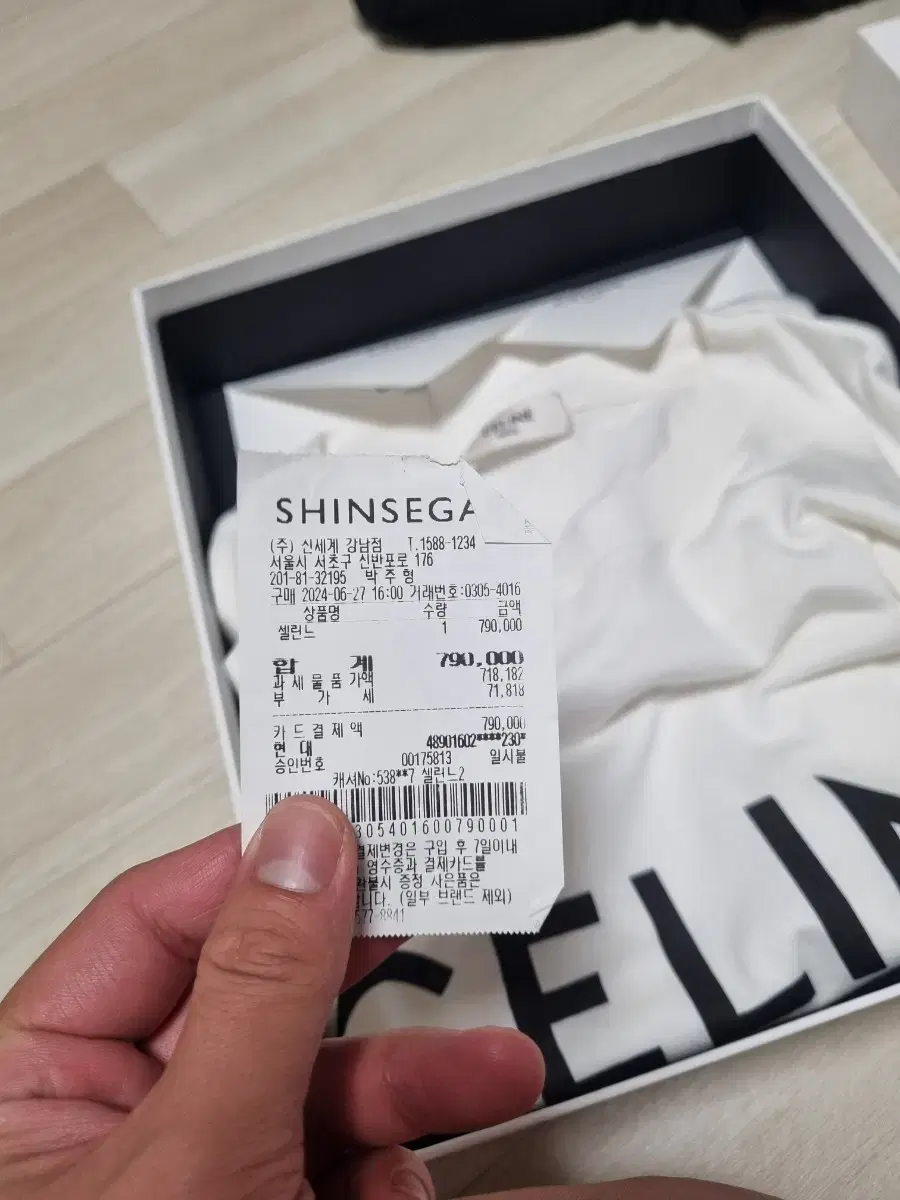 SHINSEGA
(주) 신세계 강남점 T.1588-1234
서울시 서초구 신반포로 176
201-81-32195 박주형
구매 2024-06-27 16:00 거래번호:0305-4016
상품명 수량 금액
셀린느 1 790,000
합 계 790,000
과세물품가액 718,182
부 가 세 71,818
카드결제액 790,000
현 대 48901602****230*
승인번호 00175813 일시불
캐셔No:538**7 셀린느2
305401600790001
결제변경은 구입 후 7일이내
영수증과 결제카드를
환불시 증정 사은품은
니다. (일부 브랜드 제외)
577-8841
CELIN